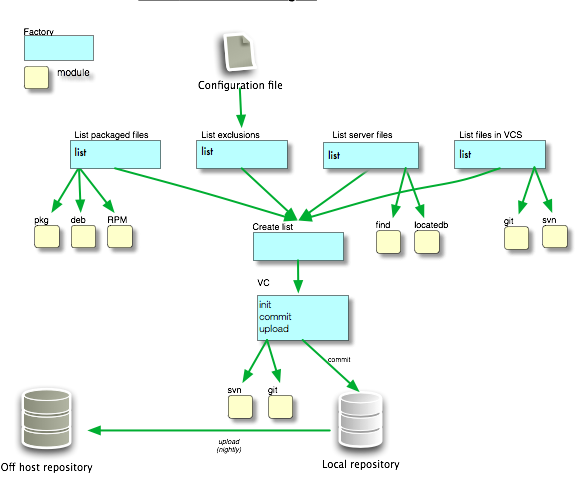 Factory
module
Configuration file
List packaged files
List exclusions
List server files
List files in VCS
list
list
list
list
pkg
deb
RPM
find
locatedb
git
svn
Create list
VC
init
commit
upload
commit
svn
git
upload
(nightly)
Off host repository
Local repository